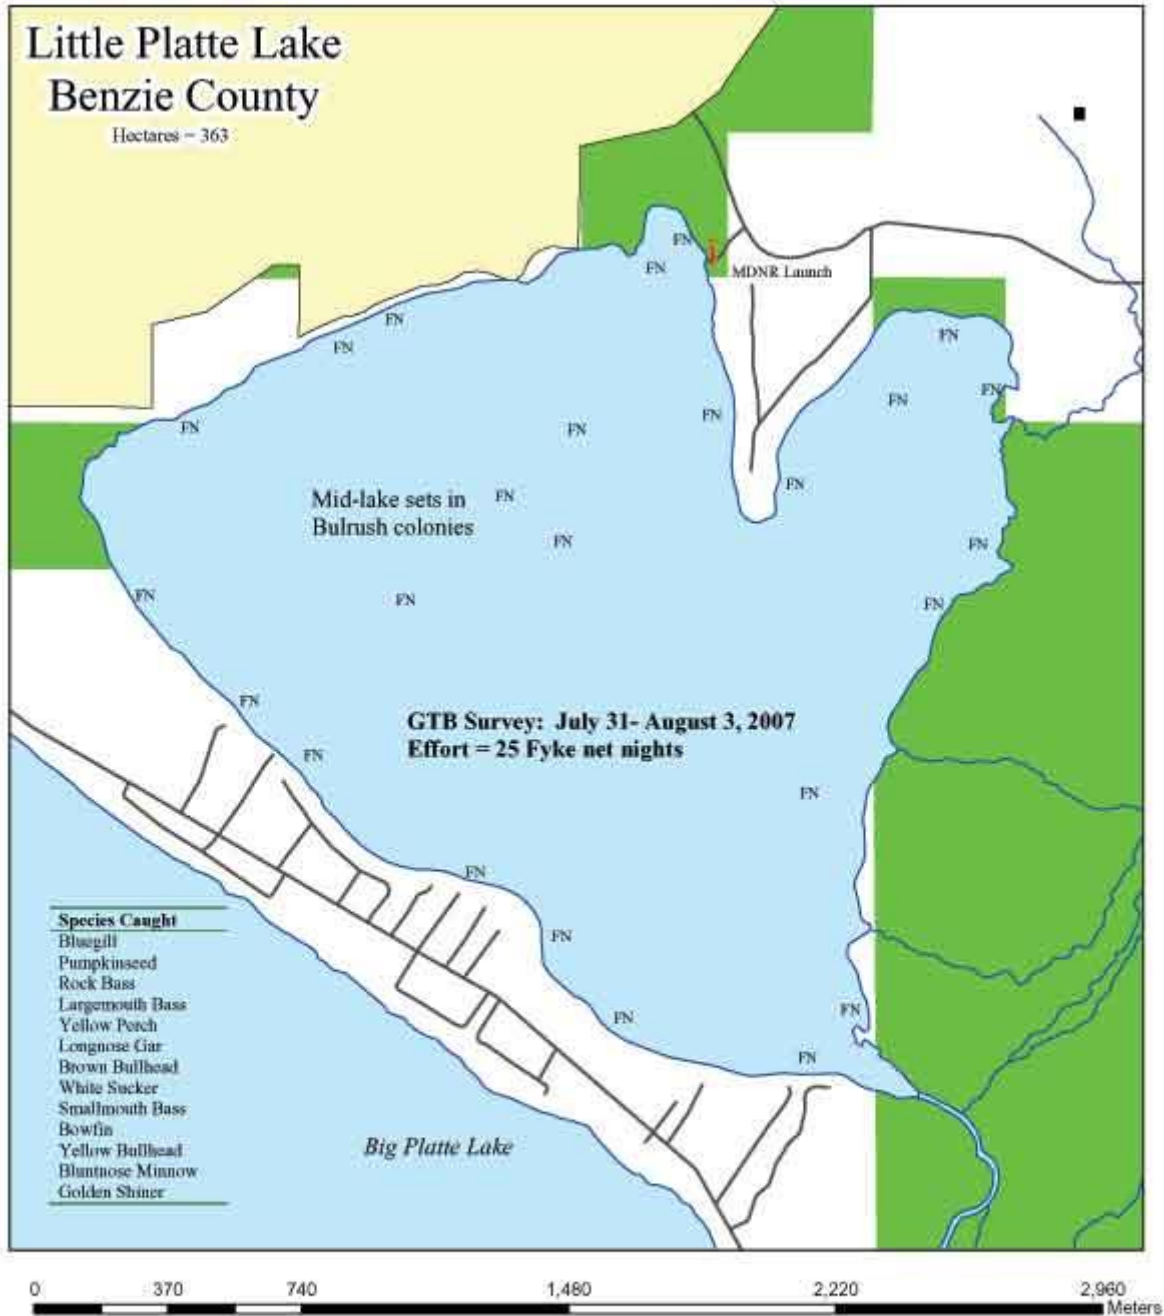 Little Platte Lake
Benzie County
Hectares = 363
FN
FN
MDNR Launch
FN
FN
FN
FN
FN
FN
FN
FN
FN
Mid-lake sets in
Bulrush colonies
FN
FN
FN
FN
FN
FN
FN
GTB Survey: July 31- August 3, 2007
Effort = 25 Fyke net nights
FN
FN
FN
FN
FN
FN
FN
Species Caught
Bluegill
Pumpkinseed
Rock Bass
Largemouth Bass
Yellow Perch
Longnose Gar
Brown Bullhead
White Sucker
Smallmouth Bass
Bowfin
Yellow Bullhead
Bluntnose Minnow
Golden Shiner
Big Platte Lake
0 370 740 1,480 2,220 2,960
Meters